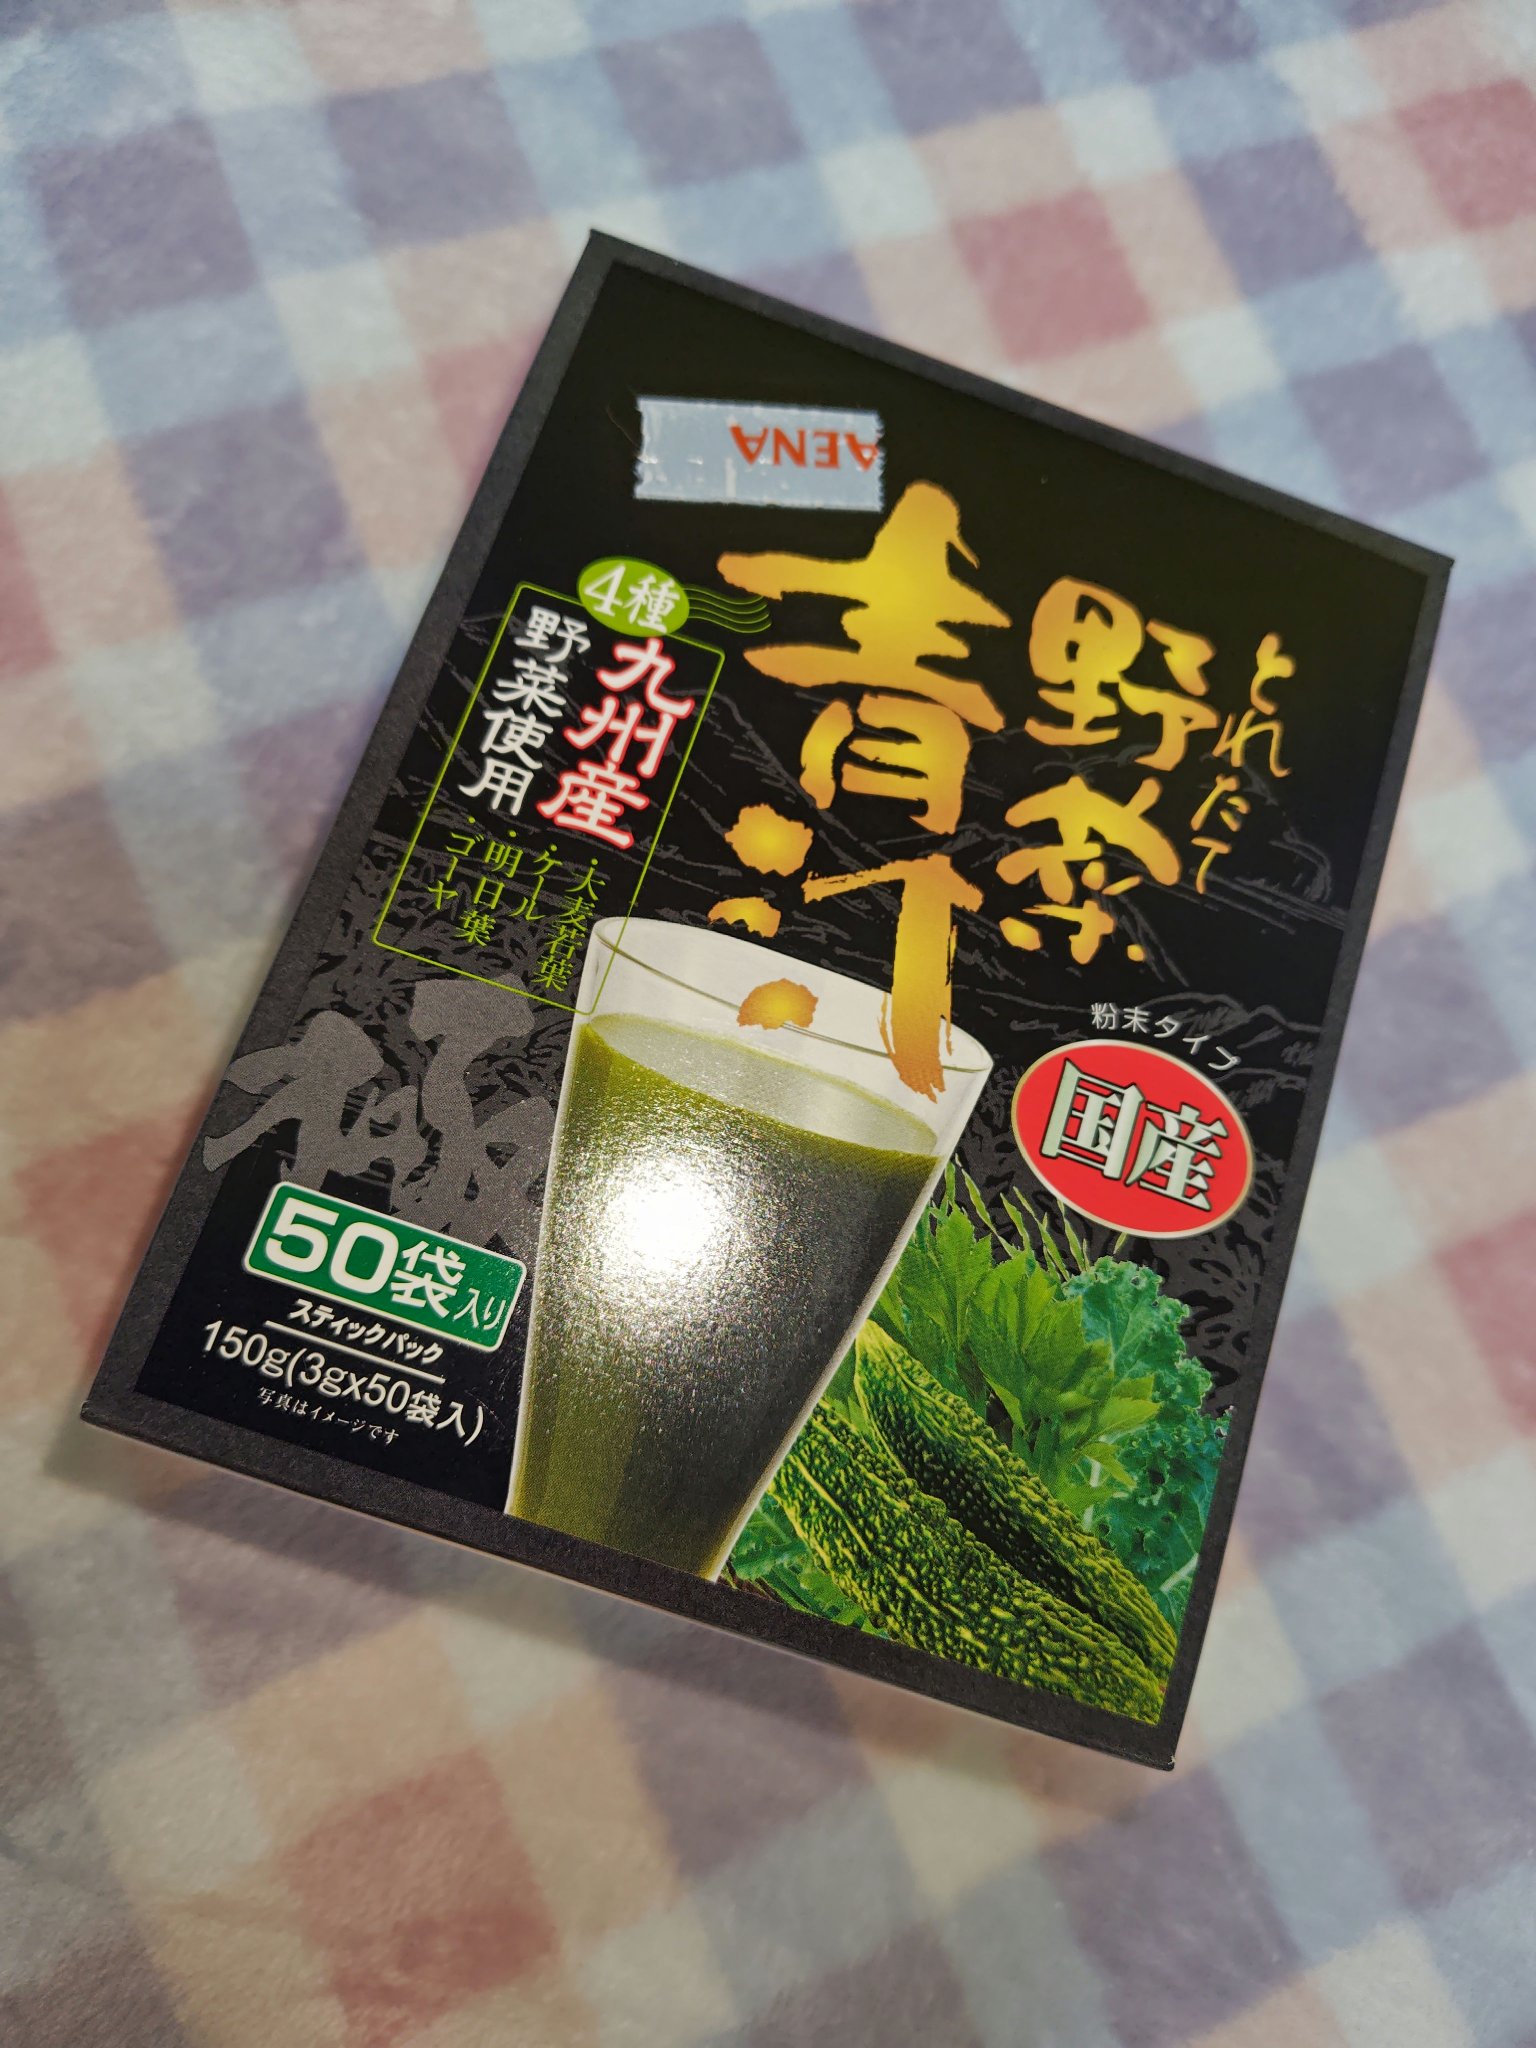 AENA
とれたて
野菜
青汁
4種
九州産
野菜使用
・大麦若葉
・ケール
・明日葉
・ゴーヤ
粉末タイプ
国産
極
50袋入り
スティックパック
150g(3gx50袋入)
写真はイメージです